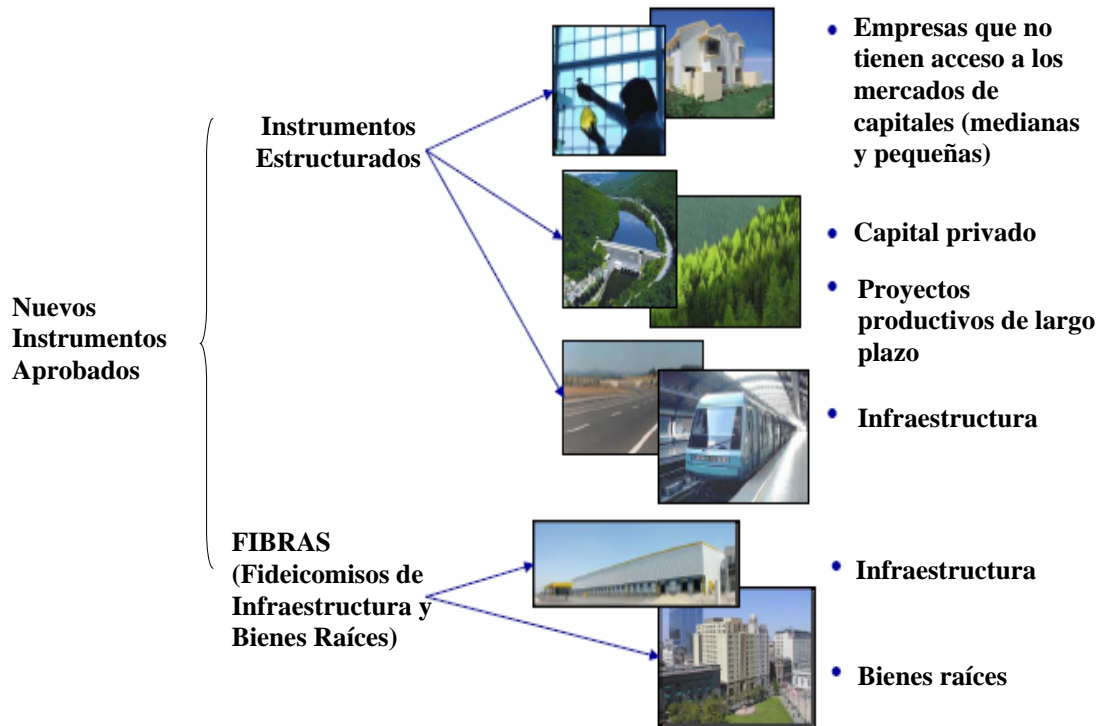 Nuevos
Instrumentos
Aprobados
Instrumentos
Estructurados
Empresas que no
tienen acceso a los
mercados de
capitales (medianas
y pequeñas)
Capital privado
Proyectos
productivos de largo
plazo
Infraestructura
FIBRAS
(Fideicomisos de
Infraestructura y
Bienes Raíces)
Infraestructura
Bienes raíces